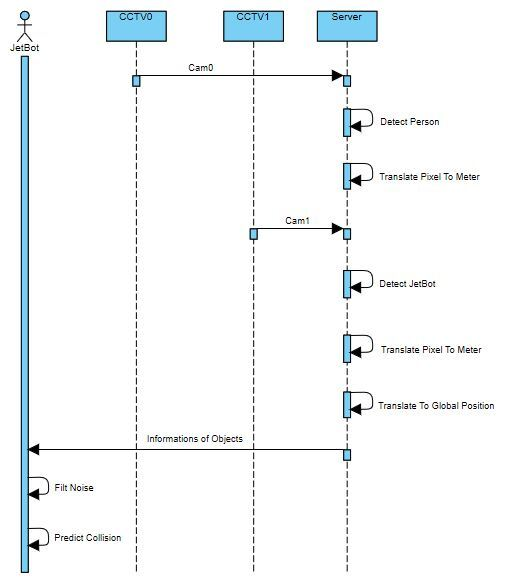 CCTV0
CCTV1
Server
JetBot
Cam0
Detect Person
Translate Pixel To Meter
Cam1
Detect JetBot
Translate Pixel To Meter
Translate To Global Position
Informations of Objects
Filt Noise
Predict Collision